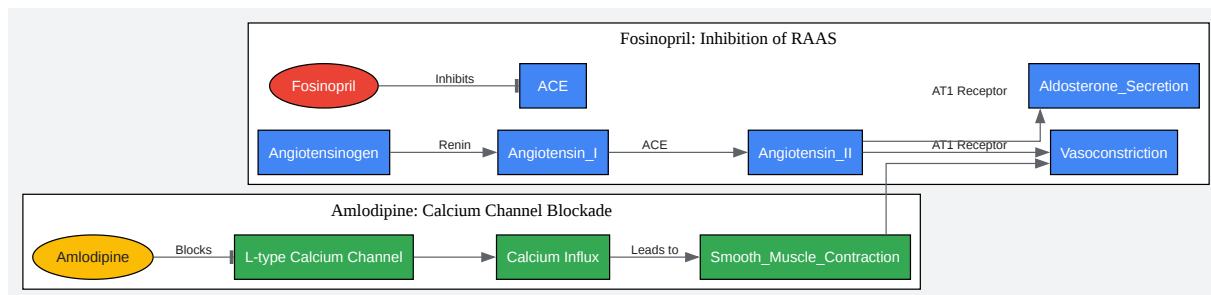 Fosinopril: Inhibition of RAAS
Fosinopril
Inhibits
ACE
AT1 Receptor
Aldosterone_Secretion
Angiotensinogen
Renin
Angiotensin_I
ACE
Angiotensin_II
AT1 Receptor
Vasoconstriction
Amlodipine: Calcium Channel Blockade
Amlodipine
Blocks
L-type Calcium Channel
Calcium Influx
Leads to
Smooth_Muscle_Contraction